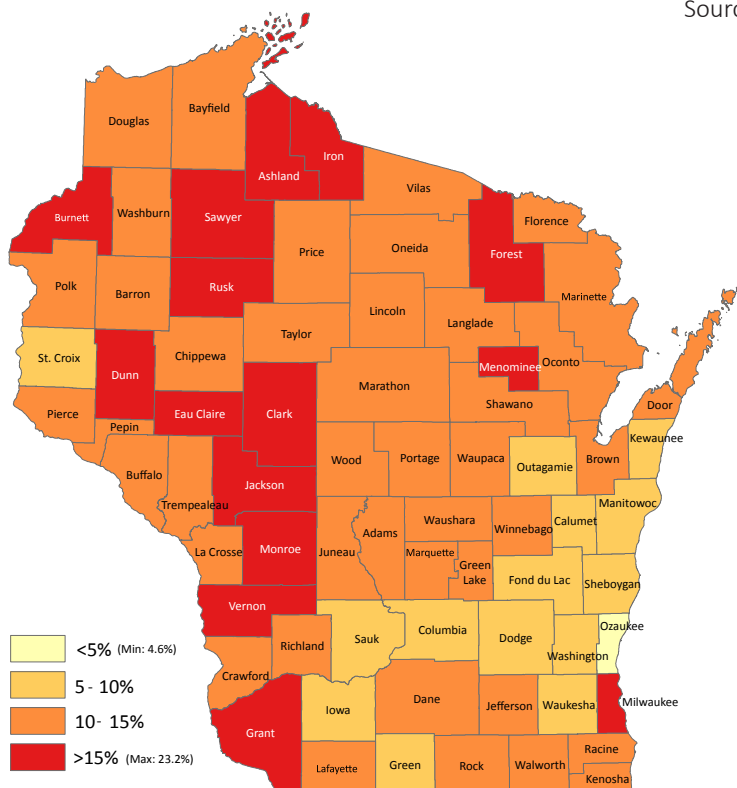 Sourc
Bayfield
Douglas
Iron
Ashland
Vilas
Burnett
Washburn
Sawyer
Florence
Oneida
Price
Forest
Polk
Rusk
Barron
Marinette
Lincoln
Langlade
Taylor
St. Croix
Chippewa
Oconto
Menominee
Dunn
Marathon
Shawano
Door
Pierce
Eau Claire
Clark
Pepin
Kewaunee
Wood
Portage
Waupaca
Brown
Outagamie
Buffalo
Jackson
Trempealeau
Manitowoc
Waushara
Calumet
Winnebago
Adams
La Crosse
Monroe
Juneau
Marquette
Green
Lake
Fond du Lac
Sheboygan
Vernon
Ozaukee
Columbia
Sauk
Dodge
Richland
Washington
<5% (Min: 4.6%)
Crawford
5 - 10%
Dane
Milwaukee
Iowa
Jefferson
Waukesha
10- 15%
Grant
Racine
>15% (Max: 23.2%)
Lafayette
Green
Rock
Walworth
Kenosha